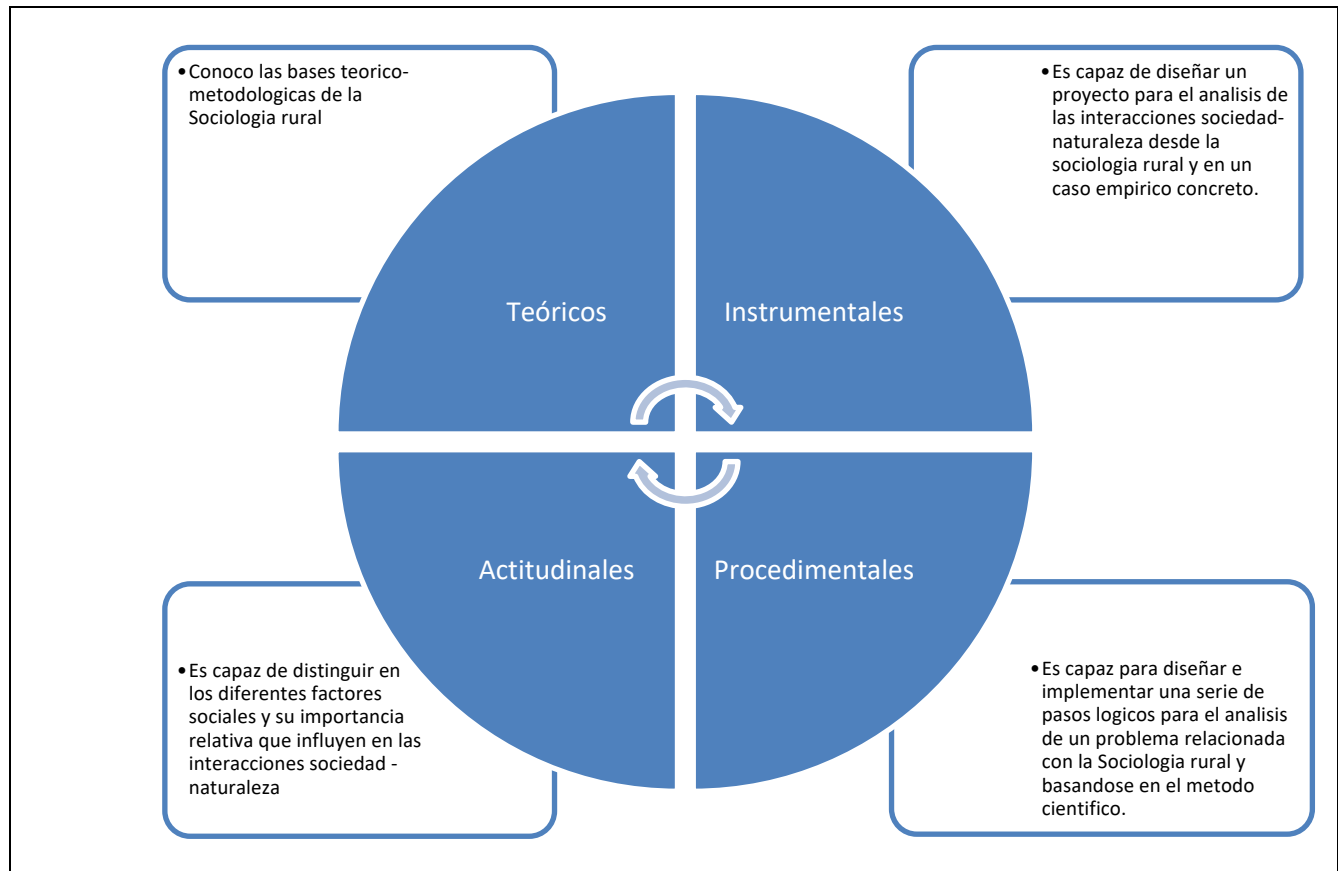 •Conoco las bases teorico-
metodologicas de la
Sociologia rural
•Es capaz de diseñar un
proyecto para el analisis de
las interacciones sociedad-
naturaleza desde la
sociologia rural y en un
caso empirico concreto.
Teóricos
Instrumentales
Actitudinales
Procedimentales
•Es capaz de distinguir en
los diferentes factores
sociales y su importancia
relativa que influyen en las
interacciones sociedad -
naturaleza
•Es capaz para diseñar e
implementar una serie de
pasos logicos para el analisis
de un problema relacionada
con la Sociologia rural y
basandose en el metodo
cientifico.